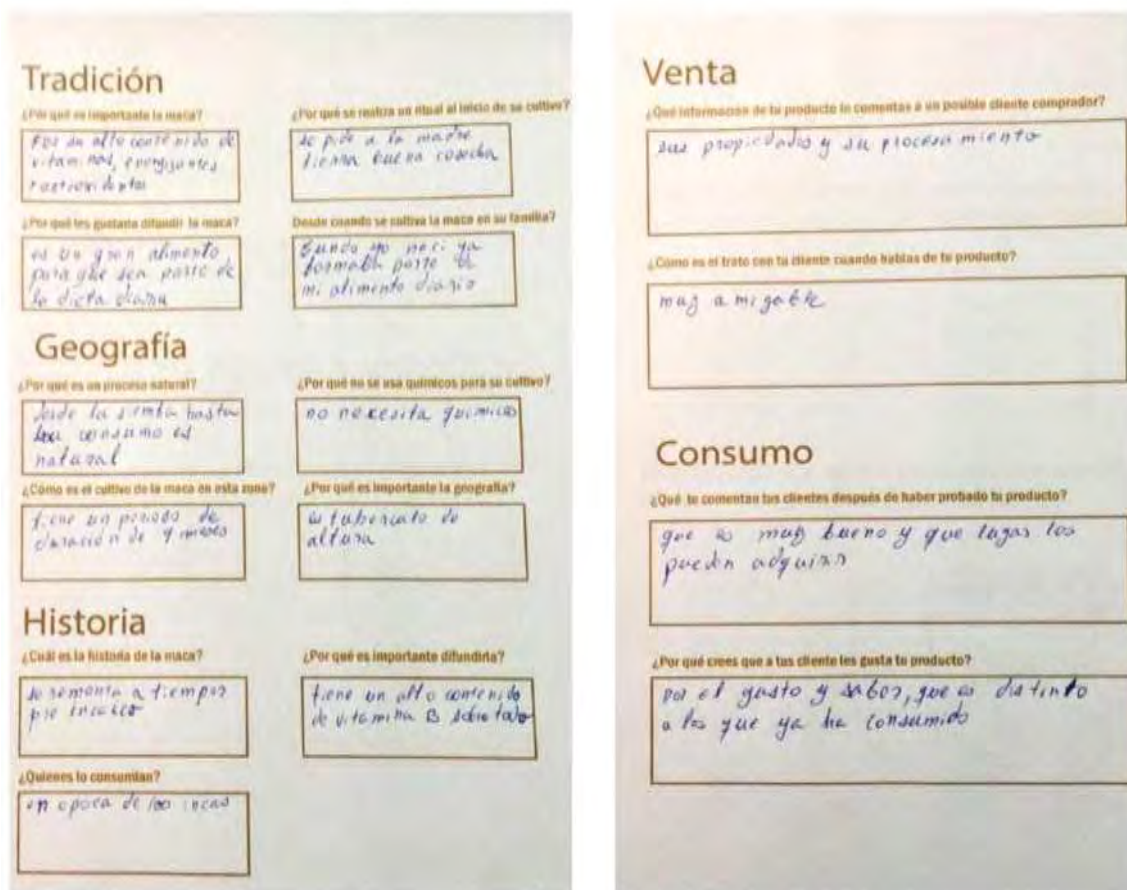 Tradición
¿Por qué es importante la maca?
Por su alto contenido de
vitaminas, energizantes
¿Por qué se realiza un ritual al inicio de su cultivo?
se pide a la madre
tierra buena cosecha
¿Por qué les gustaría difundir la maca?
es un gran alimento
para que sea parte de
la dieta diaria
Desde cuando se cultiva la maca en su familia?
Cuando yo naci ya
formaba parte de
mi alimento diario
Geografía
¿Por qué es un proceso natural?
desde la siembra hasta
consumo es
natural
¿Por qué no se usa químicos para su cultivo?
no necesita quimicos
¿Cómo es el cultivo de la maca en esta zona?
tiene un periodo de
duración de meses
¿Por qué es importante la geografía?
es tuberculo de
altura
Historia
¿Cuál es la historia de la maca?
se remonta a tiempos
pre incaico
¿Por qué es importante difundirla?
tiene un alto contenido
de vitamina B sobre todo
¿Quienes lo consumían?
en epoca de los incas
Venta
¿Qué información de tu producto le comentas a un posible cliente comprador?
sus propiedades y su procesamiento
¿Cómo es el trato con tu cliente cuando hablas de tu producto?
muy amigable
Consumo
¿Qué te comentan tus clientes después de haber probado tu producto?
que es muy bueno y que lugar los
pueden adquirir
¿Por qué crees que a tus cliente les gusta tu producto?
Por el gusto y sabor, que es distinto
a los que ya ha consumido